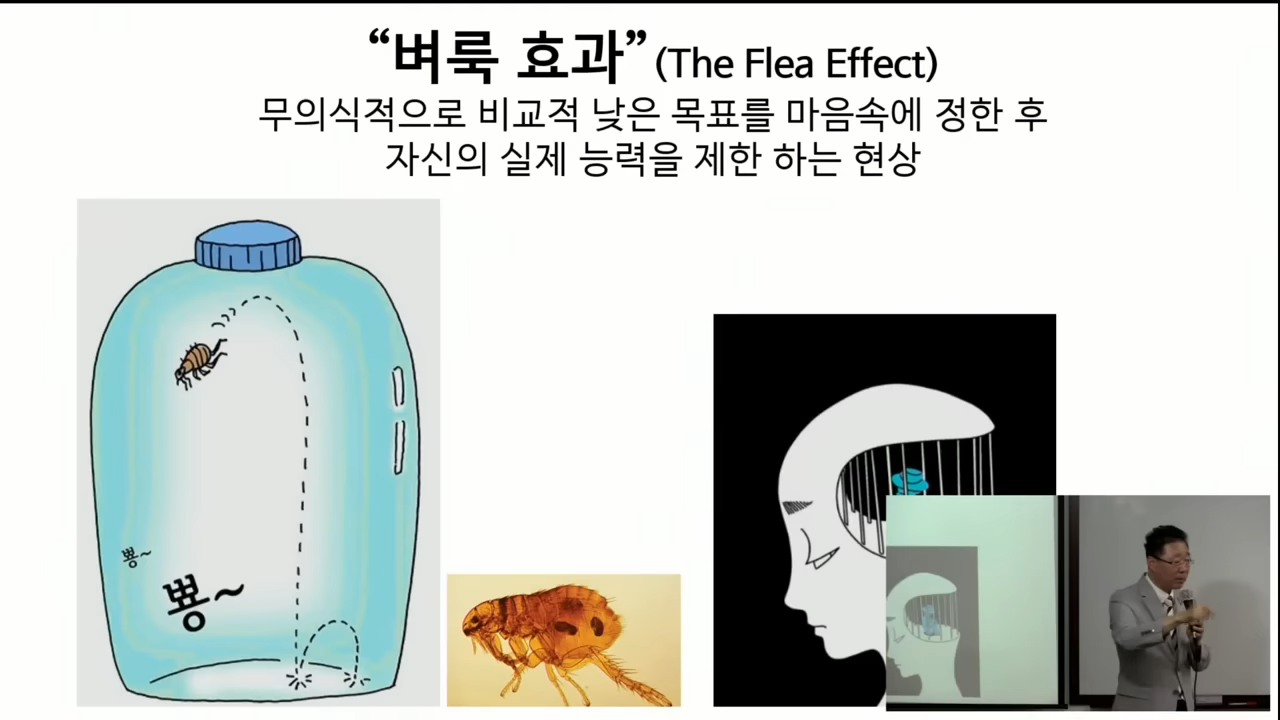 “벼룩 효과” (The Flea Effect)
무의식적으로 비교적 낮은 목표를 마음속에 정한 후
자신의 실제 능력을 제한 하는 현상
뿅~
뿅~